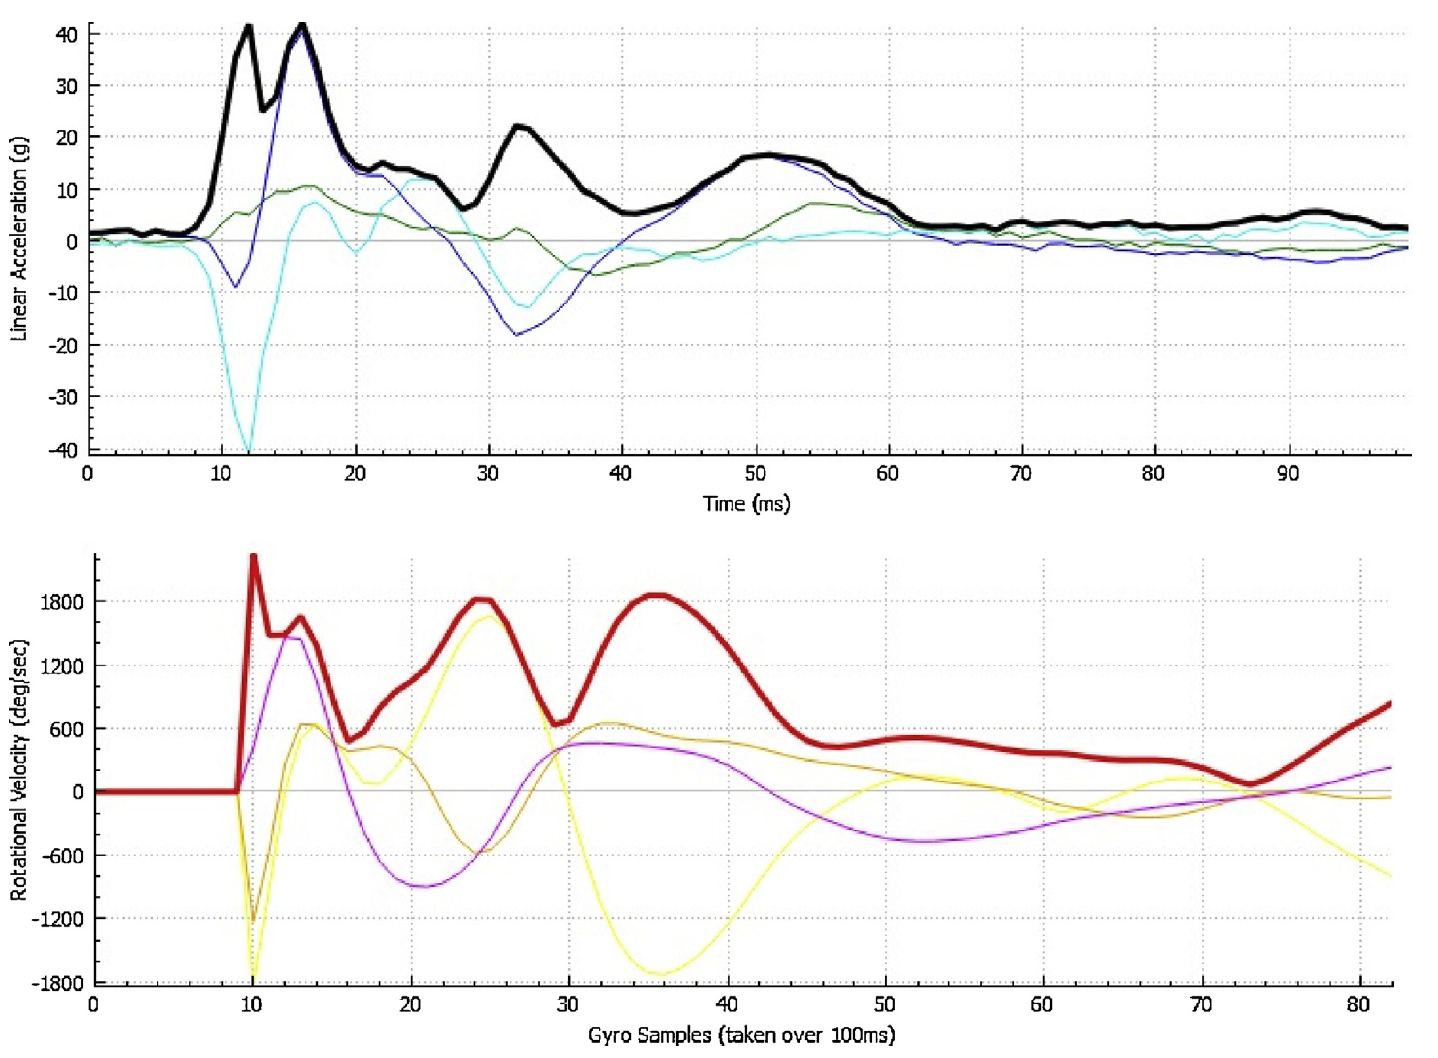 Linear Acceleration (g)
40
30
20
10
0
-10
-20
-30
-40
0 10 20 30 40 50 60 70 80 90
Time (ms)
Rotational Velocity (deg/sec)
1800
1200
600
0
-600
-1200
-1800
0 10 20 30 40 50 60 70 80
Gyro Samples (taken over 100ms)